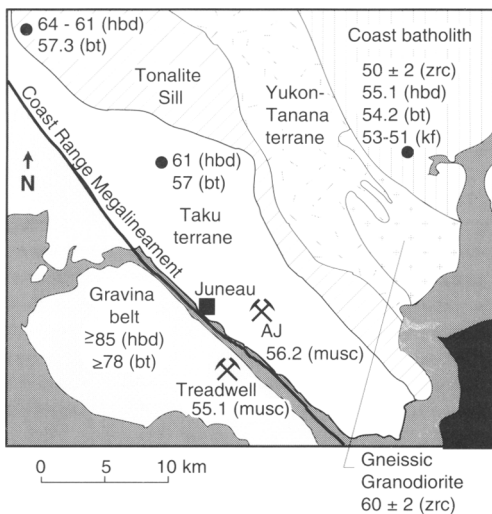 64 - 61 (hbd)
57.3 (bt)
Coast batholith
50 ± 2 (zrc)
55.1 (hbd)
54.2 (bt)
53-51 (kf)
Tonalite
Sill
Yukon-
Tanana
terrane
Coast Range Megalineament
N
61 (hbd)
57 (bt)
Taku
terrane
Juneau
Gravina
belt
≥85 (hbd)
≥78 (bt)
AJ
56.2 (musc)
Treadwell
55.1 (musc)
0 5 10 km
Gneissic
Granodiorite
60 ± 2 (zrc)